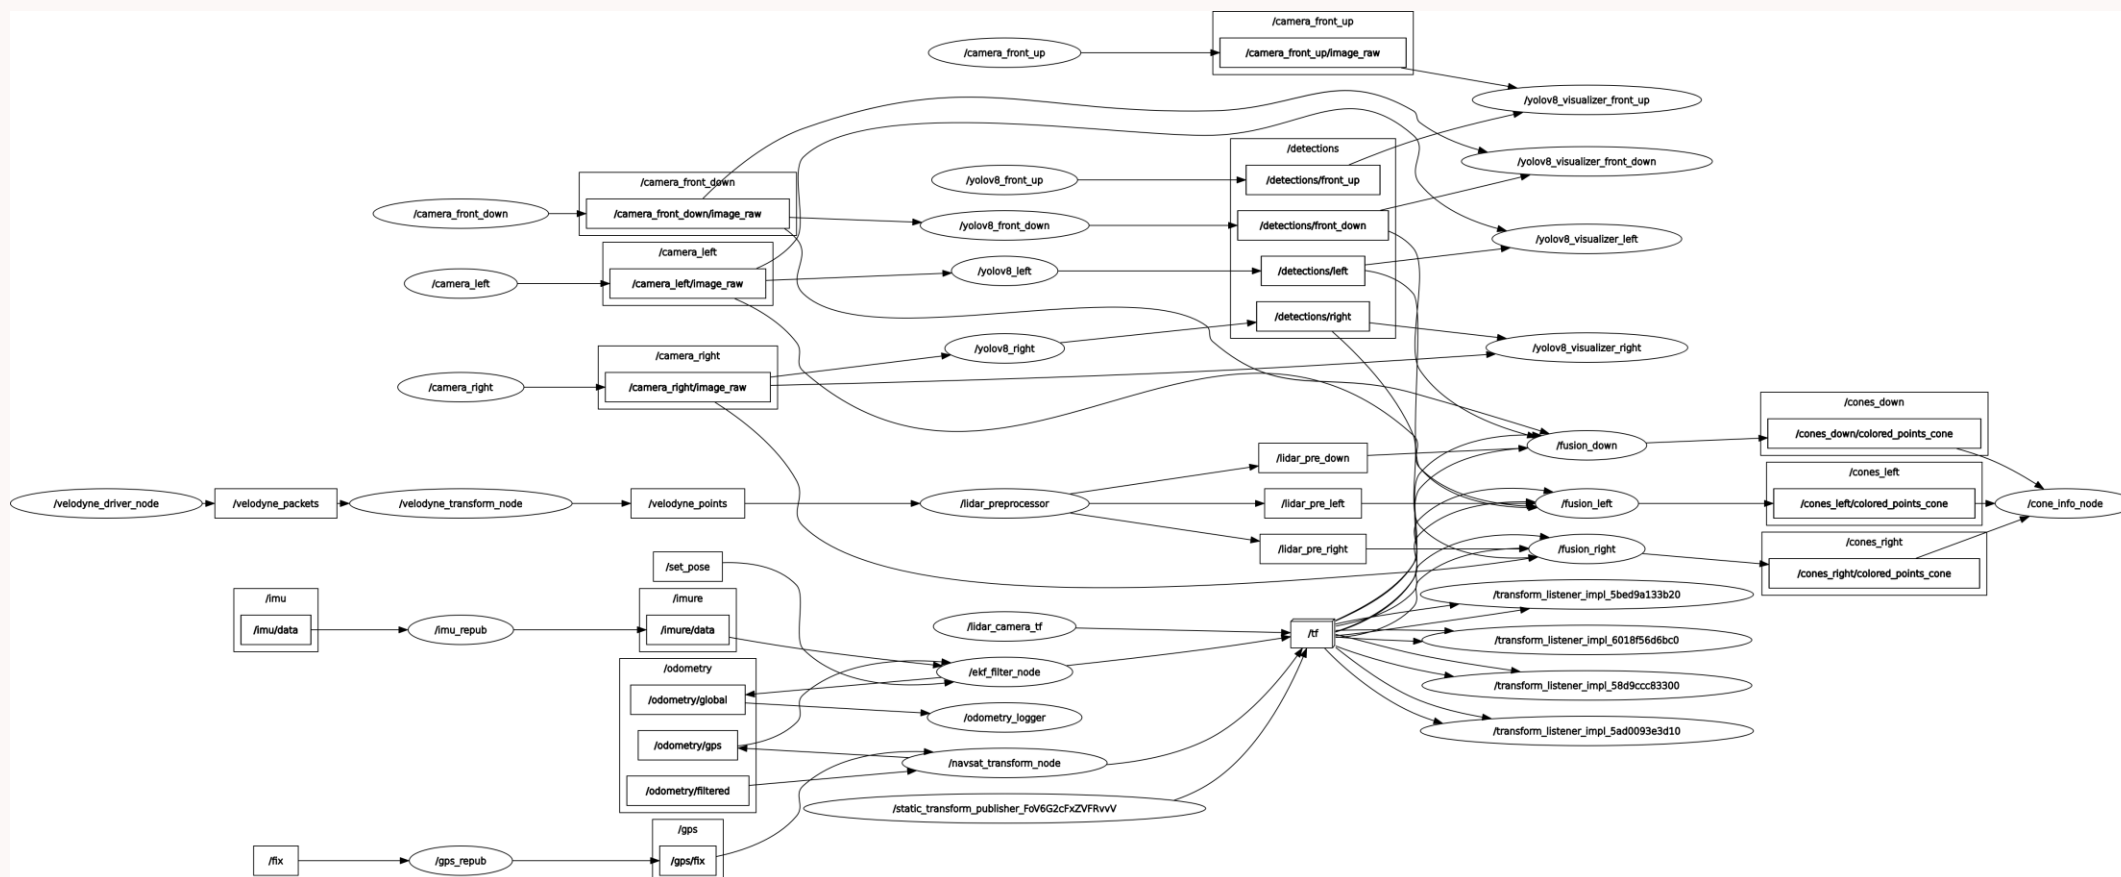 /camera_front_up
/camera_front_up
/camera_front_up/image_raw
/yolov8_visualizer_front_up
/detections
/yolov8_visualizer_front_down
/camera_front_down
/yolov8_front_up
/detections/front_up
/camera_front_down
/camera_front_down/image_raw
/yolov8_front_down
/detections/front_down
/yolov8_visualizer_left
/camera_left
/camera_left
/camera_left/image_raw
/yolov8_left
/detections/left
/detections/right
/camera_right
/yolov8_right
/yolov8_visualizer_right
/camera_right
/camera_right/image_raw
/cones_down
/cones_down/colored_points_cone
/fusion_down
/lidar_pre_down
/cones_left
/velodyne_driver_node
/velodyne_packets
/velodyne_transform_node
/velodyne_points
/lidar_preprocessor
/lidar_pre_left
/fusion_left
/cones_left/colored_points_cone
/cone_info_node
/lidar_pre_right
/fusion_right
/cones_right
/cones_right/colored_points_cone
/set_pose
/transform_listener_impl_5bed9a133b20
/imu
/imure
/imu/data
/imu_repub
/imure/data
/lidar_camera_tf
/tf
/transform_listener_impl_6018f56d6bc0
/odometry
/ekf_filter_node
/transform_listener_impl_58d9ccc83300
/odometry/global
/odometry_logger
/transform_listener_impl_5ad0093e3d10
/odometry/gps
/navsat_transform_node
/odometry/filtered
/static_transform_publisher_FoV6G2cFxZVFRvvV
/gps
/fix
/gps_repub
/gps/fix